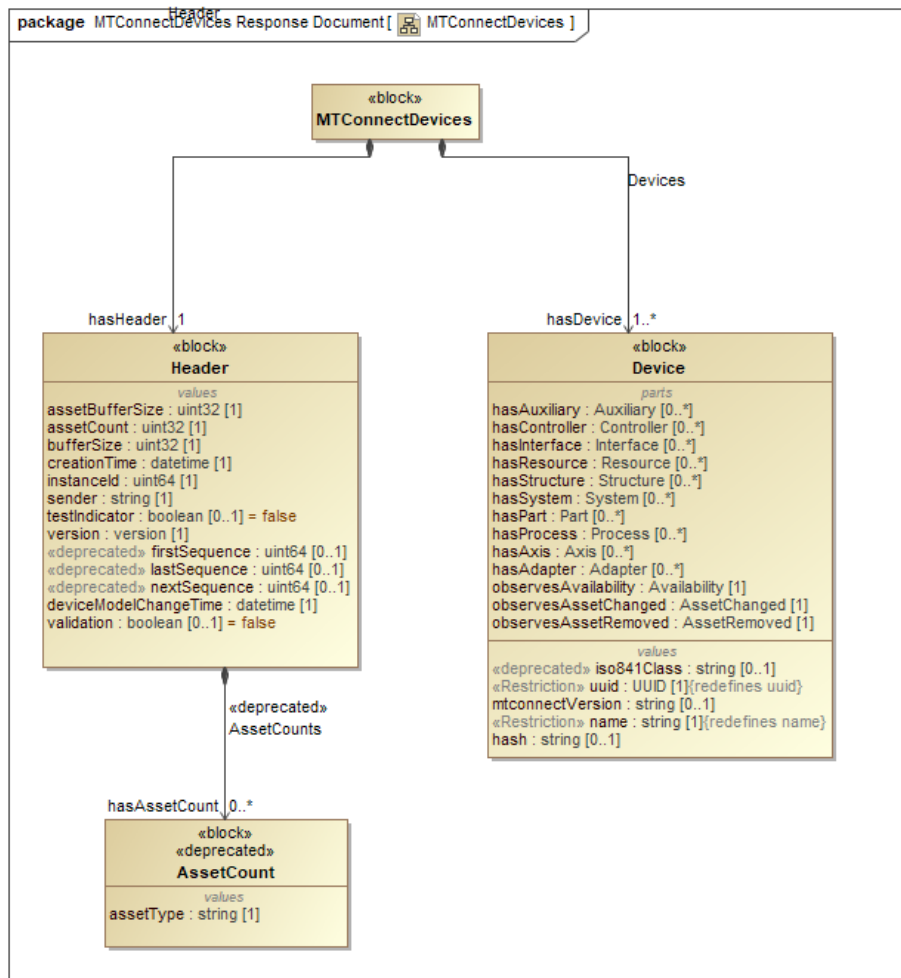 Header
package MTConnectDevices Response Document [ MTConnectDevices ]
«block»
MTConnectDevices
Devices
hasHeader 1
hasDevice 1..*
«block»
Header
values
assetBufferSize : uint32 [1]
assetCount : uint32 [1]
bufferSize : uint32 [1]
creationTime : datetime [1]
instanceId : uint64 [1]
sender : string [1]
testIndicator : boolean [0..1] = false
version : version [1]
«deprecated» firstSequence : uint64 [0..1]
«deprecated» lastSequence : uint64 [0..1]
«deprecated» nextSequence : uint64 [0..1]
deviceModelChangeTime : datetime [1]
validation : boolean [0..1] = false
«block»
Device
parts
hasAuxiliary : Auxiliary [0..*]
hasController : Controller [0..*]
hasInterface : Interface [0..*]
hasResource : Resource [0..*]
hasStructure : Structure [0..*]
hasSystem : System [0..*]
hasPart : Part [0..*]
hasProcess : Process [0..*]
hasAxis : Axis [0..*]
hasAdapter : Adapter [0..*]
observesAvailability : Availability [1]
observesAssetChanged : AssetChanged [1]
observesAssetRemoved : AssetRemoved [1]
values
«deprecated» iso841Class : string [0..1]
«Restriction» uuid : UUID [1]{redefines uuid}
mtconnectVersion : string [0..1]
«Restriction» name : string [1]{redefines name}
hash : string [0..1]
«deprecated»
AssetCounts
hasAssetCount 0..*
«block»
«deprecated»
AssetCount
values
assetType : string [1]